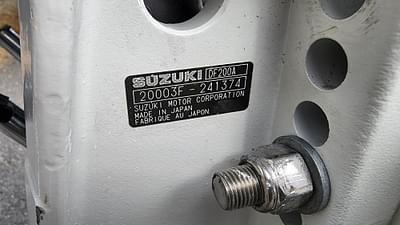 SUZUKI DF200A
20003F-241374
SUZUKI MOTOR CORPORATION
MADE IN JAPAN
FABRIQUE AU JAPON